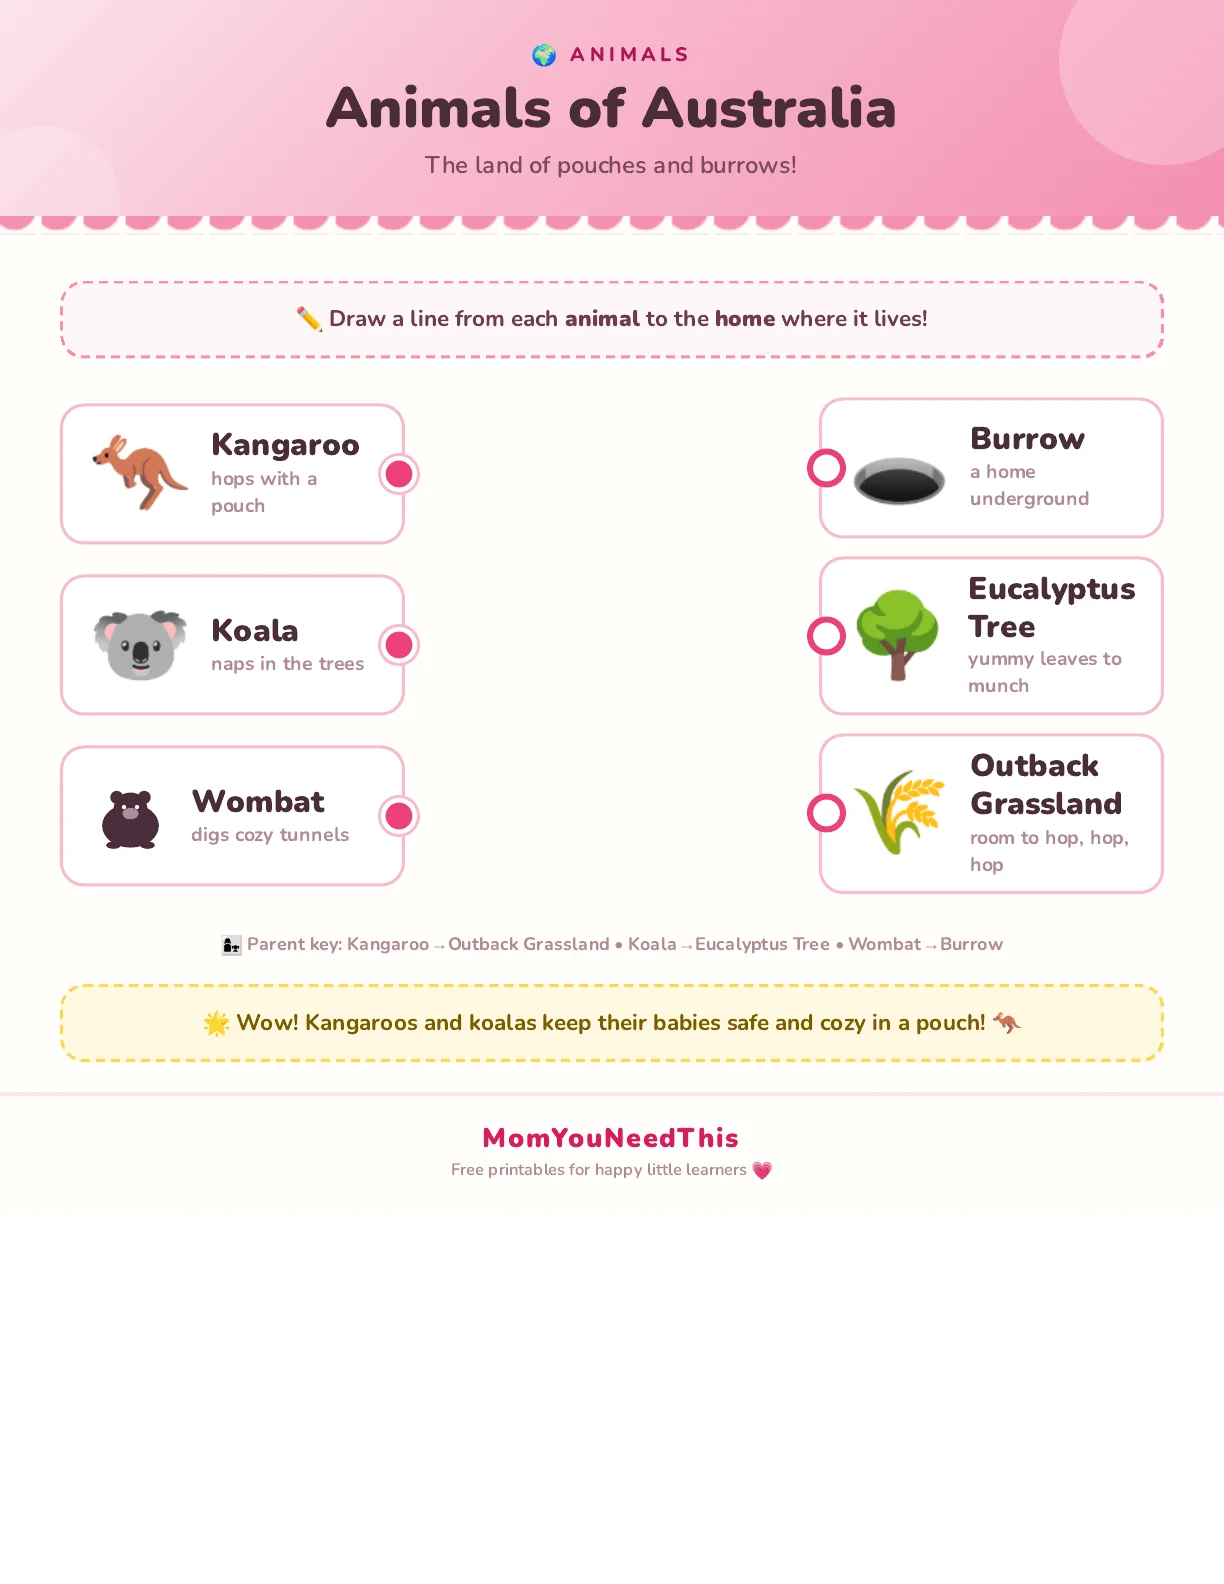 🌍 ANIMALS
Animals of Australia
The land of pouches and burrows!
✏️ Draw a line from each animal to the home where it lives!
Kangaroo
hops with a
pouch
Koala
naps in the trees
Wombat
digs cozy tunnels
Burrow
a home
underground
Eucalyptus
Tree
yummy leaves to
munch
Outback
Grassland
room to hop, hop,
hop
👩‍👧 Parent key: Kangaroo→Outback Grassland • Koala→Eucalyptus Tree • Wombat→Burrow
🌟 Wow! Kangaroos and koalas keep their babies safe and cozy in a pouch! 🦘
MomYouNeedThis
Free printables for happy little learners 💗